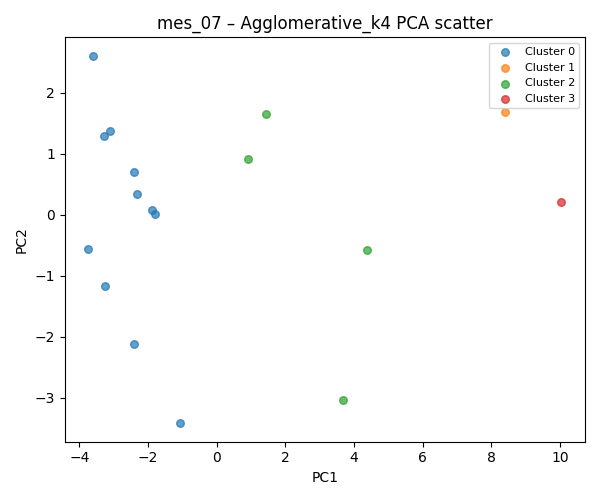 mes_07 – Agglomerative_k4 PCA scatter
Cluster 0
Cluster 1
Cluster 2
Cluster 3
PC2
2
1
0
−1
−2
−3
−4 −2 0 2 4 6 8 10
PC1